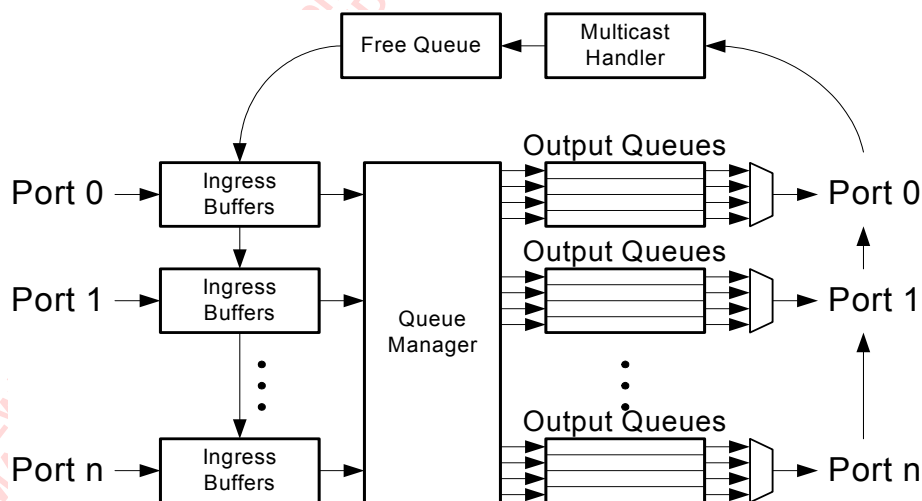 Free Queue
Multicast
Handler
Output Queues
Port 0
Ingress
Buffers
Port 0
Output Queues
Port 1
Ingress
Buffers
Queue
Manager
Port 1
Output Queues
Port n
Ingress
Buffers
Port n